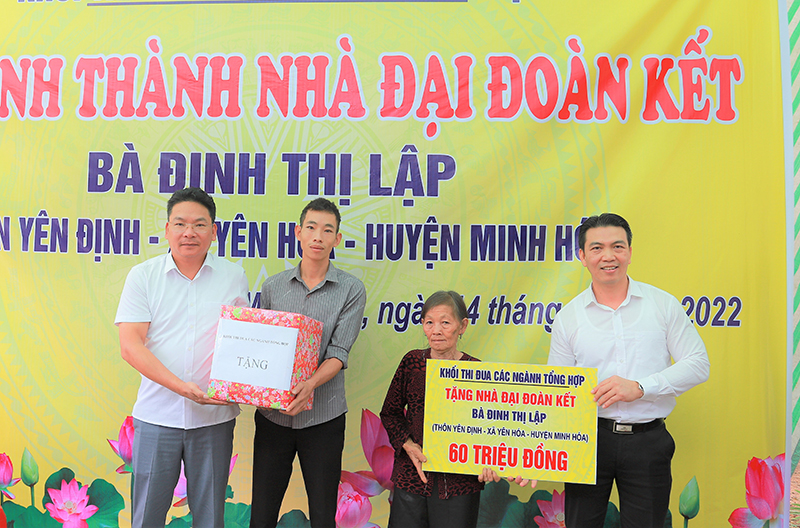 NH THÀNH NHÀ ĐẠI ĐOÀN KẾT
BÀ ĐINH THỊ LẬP
YÊN ĐỊNH - YÊN HÒA - HUYỆN MINH HÓA
ngày 4 tháng 2022
TẶNG
KHỐI THI ĐUA CÁC NGÀNH TỔNG HỢP
TẶNG NHÀ ĐẠI ĐOÀN KẾT
BÀ ĐINH THỊ LẬP
(THÔN YÊN ĐỊNH - XÃ YÊN HÓA - HUYỆN MINH HÓA)
60 TRIỆU ĐỒNG